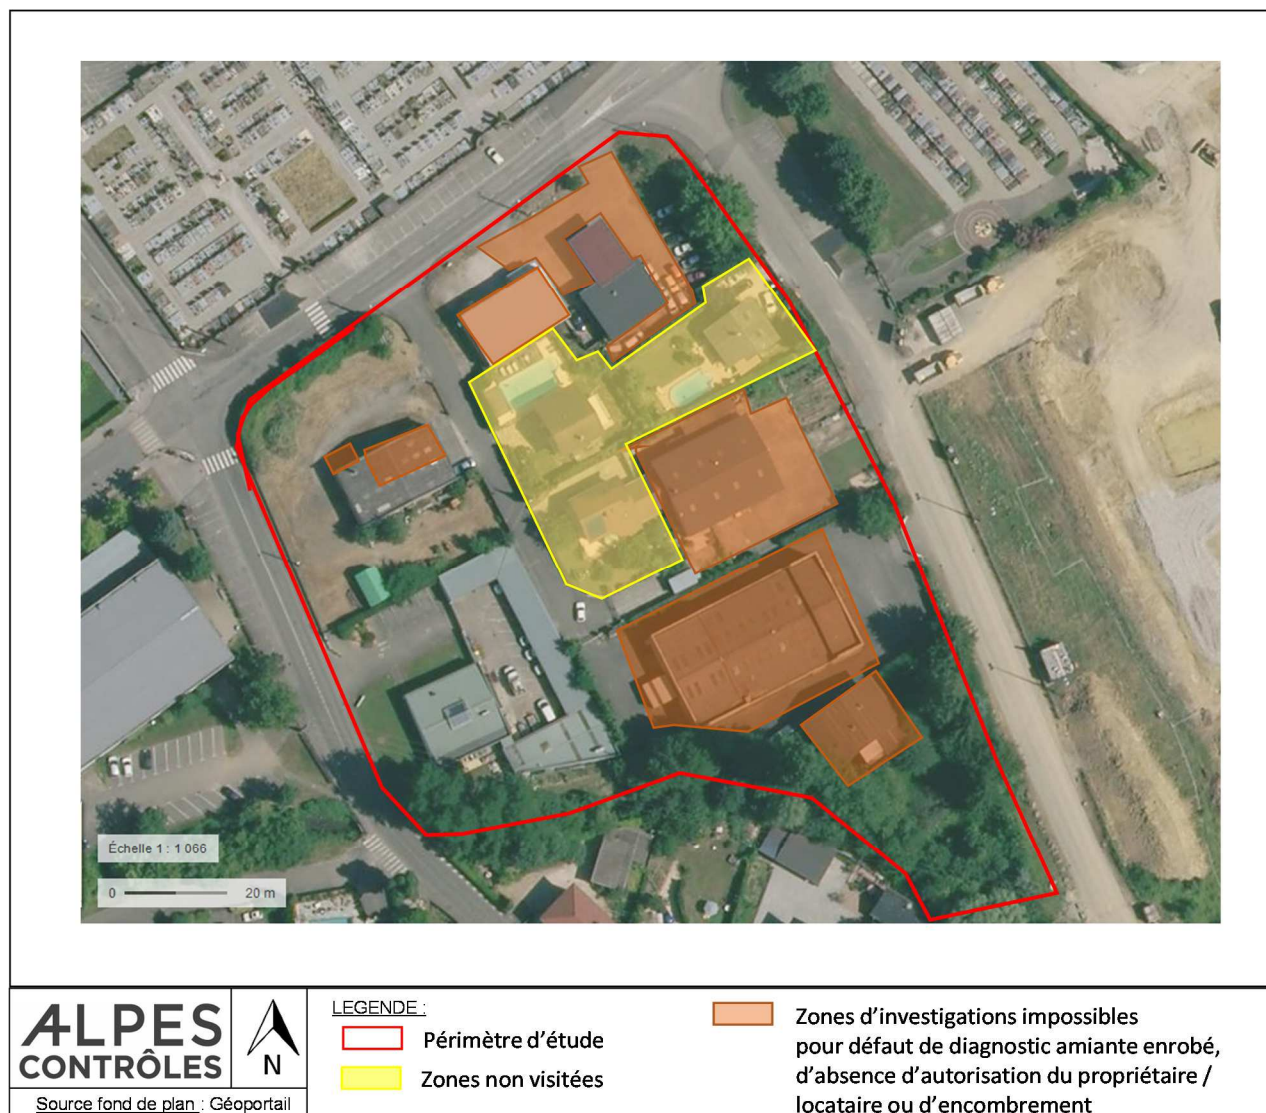 Échelle 1 : 1 066
0 20 m
ALPES
CONTRÔLES
N
Source fond de plan : Géoportail
LEGENDE :
Périmètre d'étude
Zones non visitées
Zones d'investigations impossibles
pour défaut de diagnostic amiante enrobé,
d'absence d'autorisation du propriétaire /
locataire ou d'encombrement